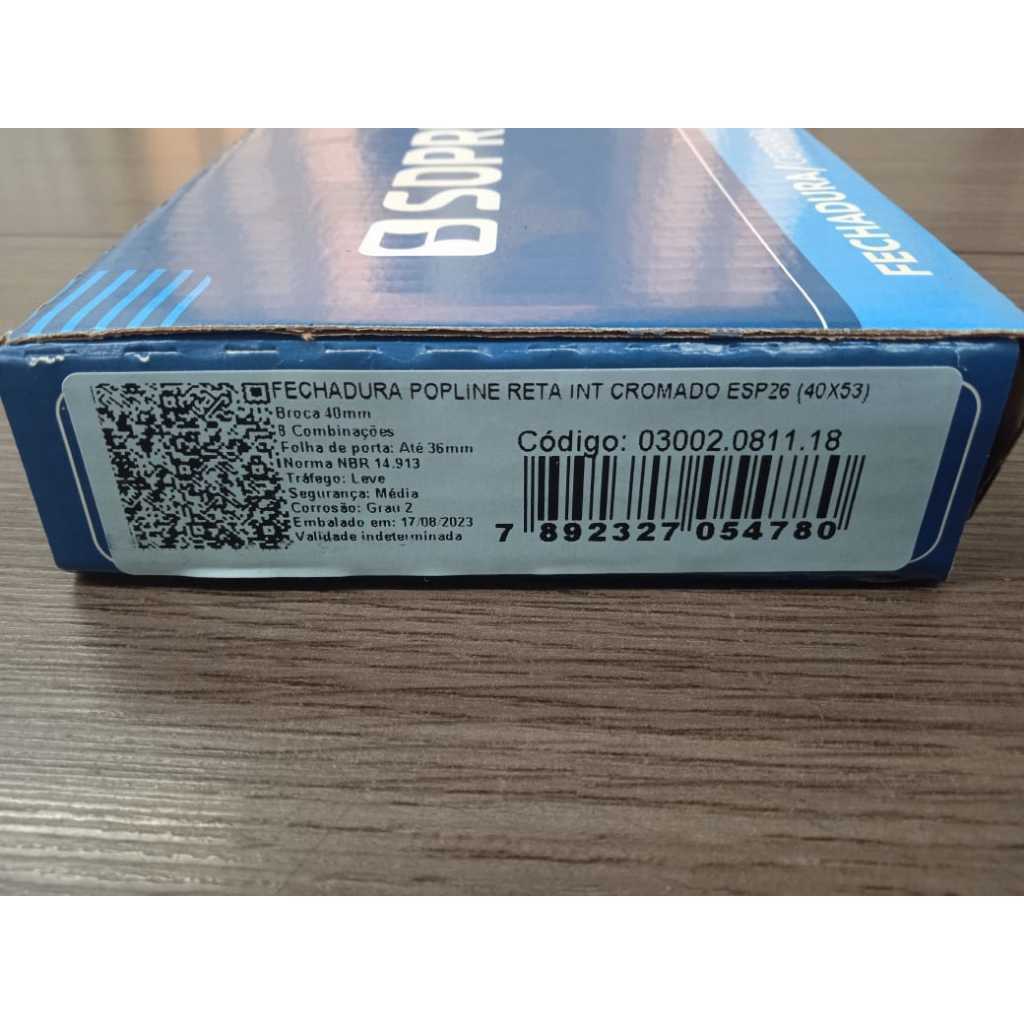 SDPR
FECHADURA
FECHADURA POPLINE RETA INT CROMADO ESP26 (40X53)
Broca 40mm
8 Combinações
Folha de porta: Até 36mm
Norma NBR 14.913
Tráfego: Leve
Segurança: Média
Corrosão: Grau 2
Embalado em: 17/08/2023
Validade indeterminada
Código: 03002.0811.18
7 892327 054780